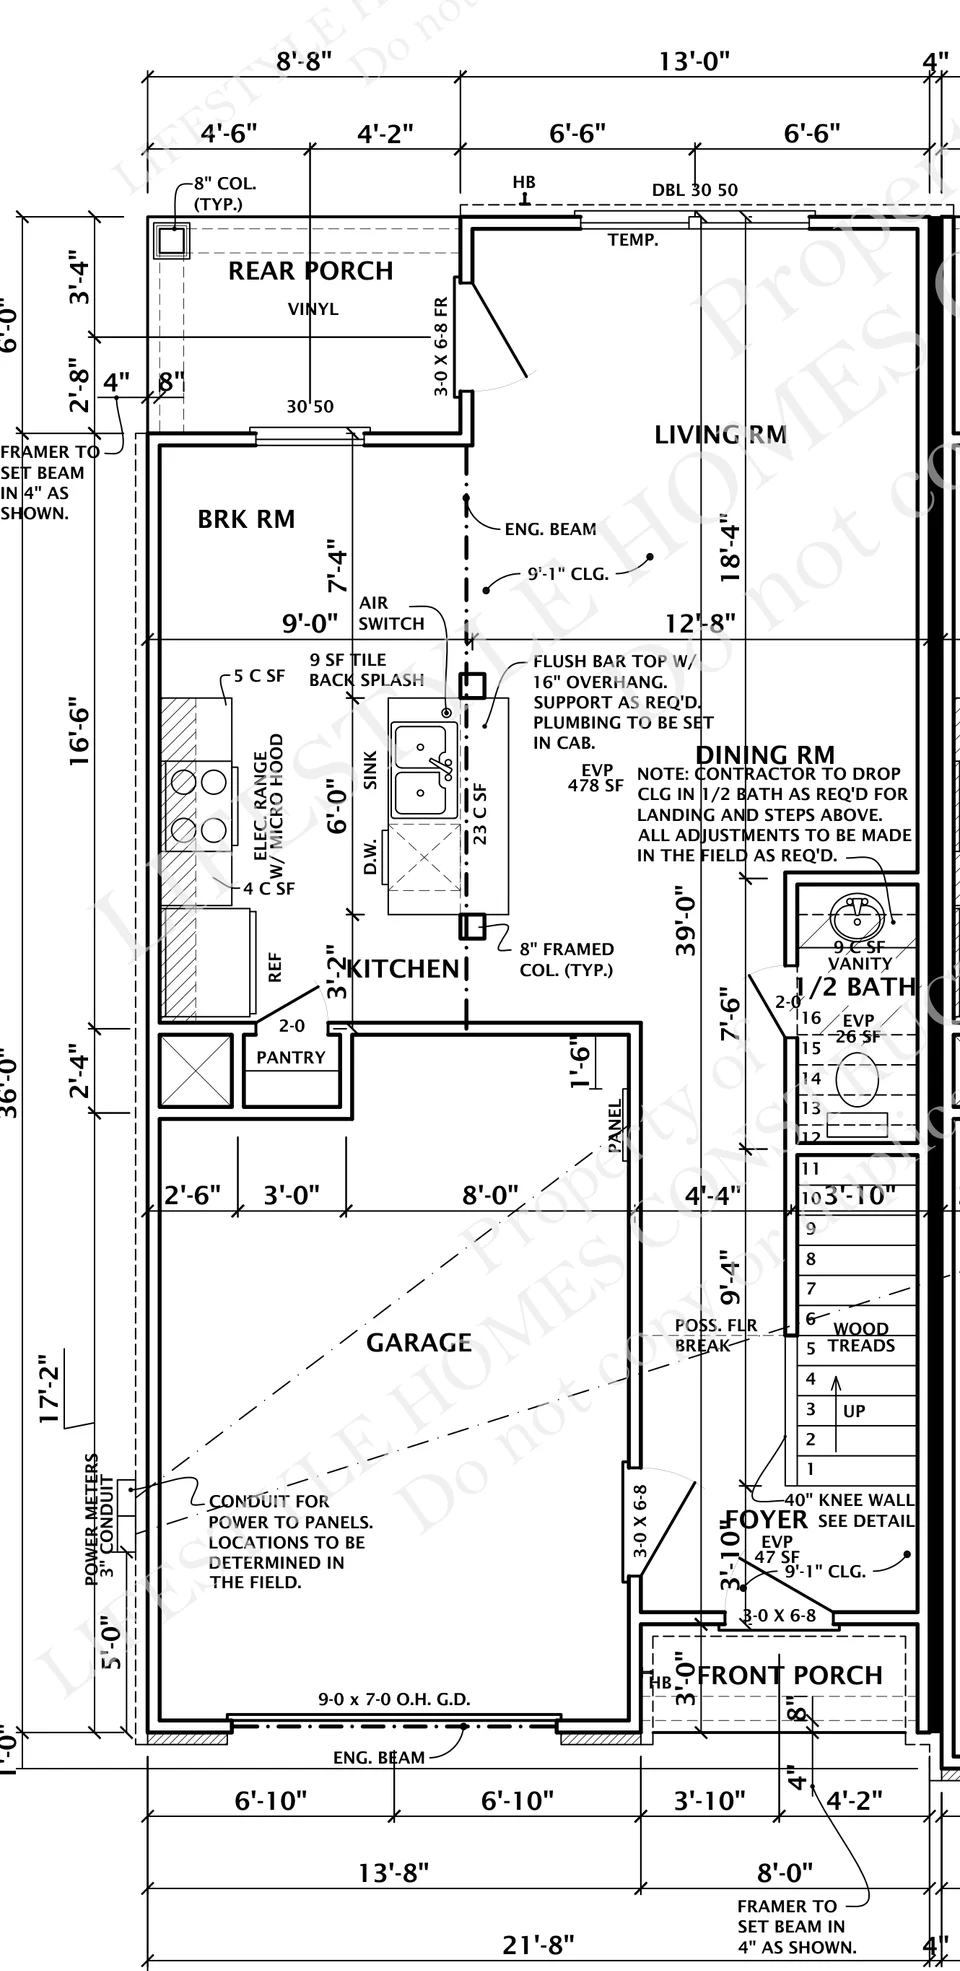 LIFESTYLE HOMES CONSTRUC
Do not copy or duplic
Property of
8'-8"
13'-0"
4"
4'-6"
4'-2"
6'-6"
6'-6"
8" COL.
(TYP.)
HB
DBL 30 50
TEMP.
REAR PORCH
VINYL
3'-4"
6'-0"
2'-8"
4"
8"
3-0 X 6-8 FR
30 50
FRAMER TO
SET BEAM
IN 4" AS
SHOWN.
LIVING RM
BRK RM
ENG. BEAM
9'-1" CLG.
7'-4"
18'-4"
AIR
SWITCH
9'-0"
12'-8"
9 SF TILE
BACK SPLASH
5 C SF
FLUSH BAR TOP W/
16" OVERHANG.
SUPPORT AS REQ'D.
PLUMBING TO BE SET
IN CAB.
16'-6"
DINING RM
EVP
478 SF
NOTE: CONTRACTOR TO DROP
CLG IN 1/2 BATH AS REQ'D FOR
LANDING AND STEPS ABOVE.
ALL ADJUSTMENTS TO BE MADE
IN THE FIELD AS REQ'D.
ELEC. RANGE
W/ MICRO HOOD
SINK
6'-0"
23 C SF
D.W.
4 C SF
39'-0"
REF
3'-2"
KITCHEN
8" FRAMED
COL. (TYP.)
9 C SF
VANITY
1/2 BATH
2-0
EVP
26 SF
7'-6"
2-0
PANTRY
36'-0"
2'-4"
1'-6"
PANEL
16
15
14
13
12
11
10
9
8
7
6
5
4
3
2
1
2'-6"
3'-0"
8'-0"
4'-4"
3'-10"
9'-4"
POSS. FLR
BREAK
WOOD
TREADS
UP
GARAGE
17'-2"
POWER METERS
3" CONDUIT
CONDUIT FOR
POWER TO PANELS.
LOCATIONS TO BE
DETERMINED IN
THE FIELD.
3-0 X 6-8
40" KNEE WALL
SEE DETAIL
FOYER
EVP
47 SF
9'-1" CLG.
3'-10"
3-0 X 6-8
5'-0"
HB
3'-0"
FRONT PORCH
8"
9-0 x 7-0 O.H. G.D.
ENG. BEAM
1'-0"
4"
6'-10"
6'-10"
3'-10"
4'-2"
13'-8"
8'-0"
FRAMER TO
SET BEAM IN
4" AS SHOWN.
21'-8"
4"